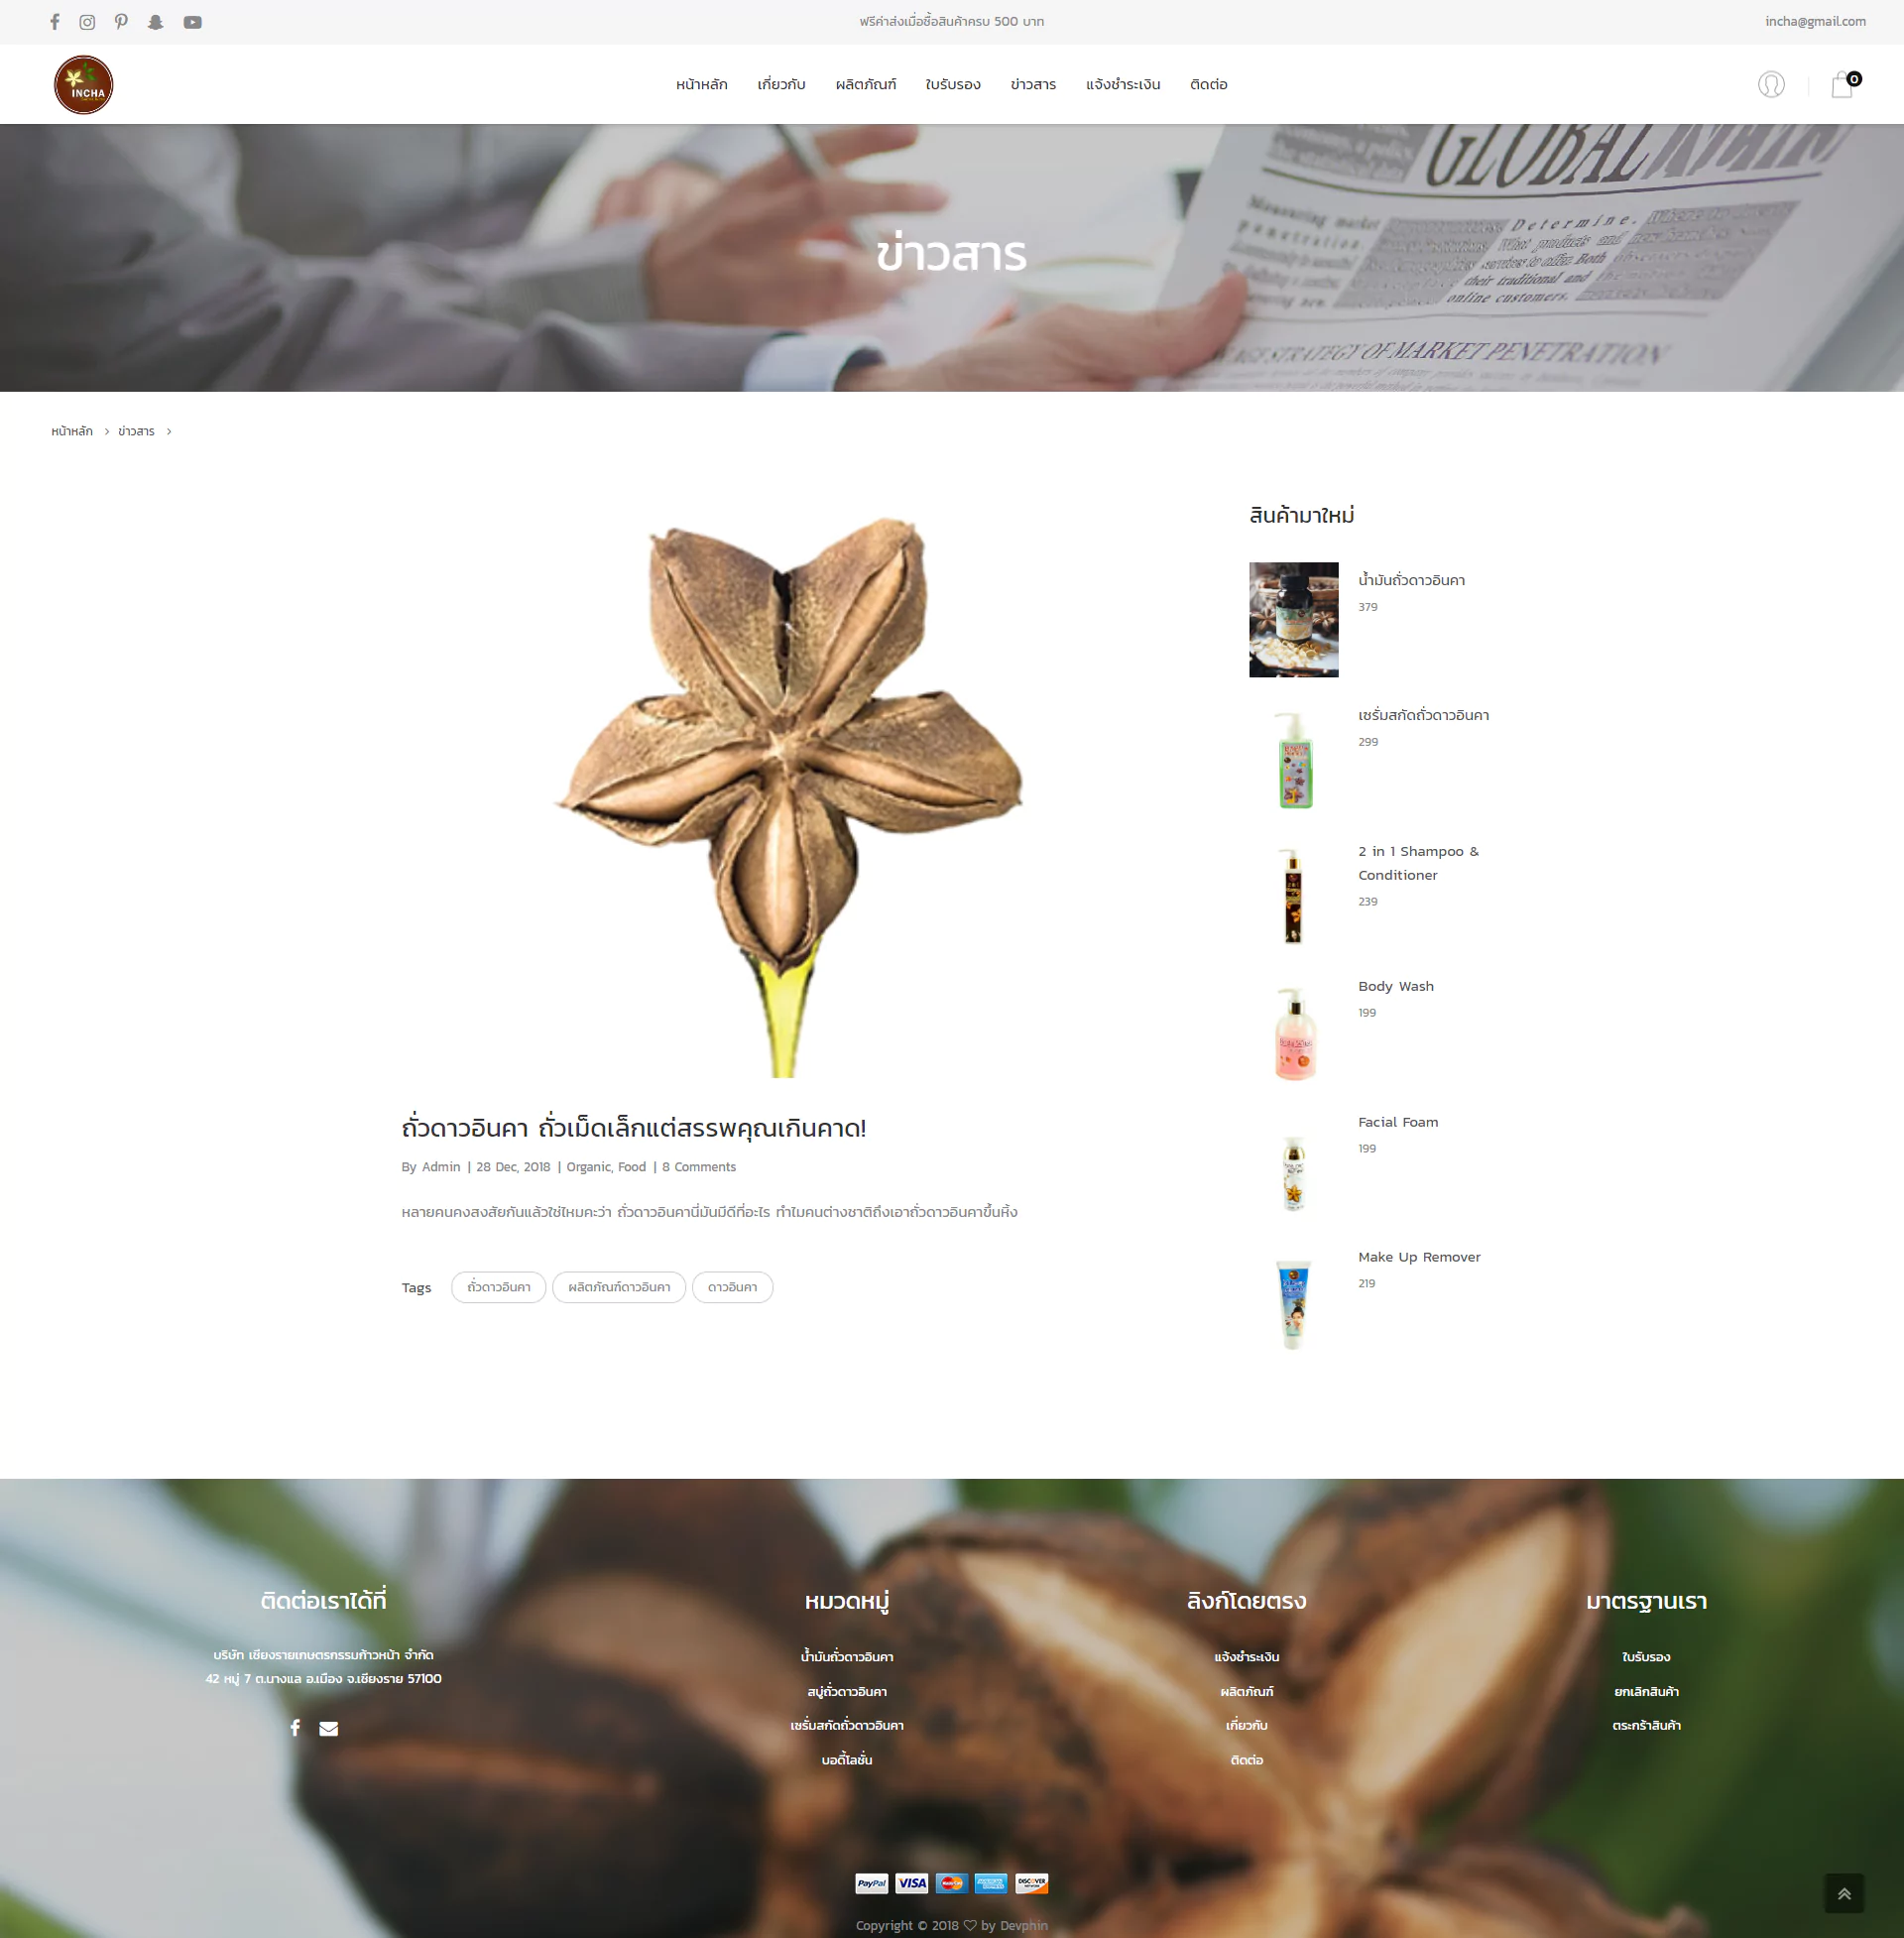 ฟรีค่าส่งเมื่อซื้อสินค้าครบ 500 บาท
incha@gmail.com
INCHA
หน้าหลัก เกี่ยวกับ ผลิตภัณฑ์ ใบรับรอง ข่าวสาร แจ้งชำระเงิน ติดต่อ
0
GLOBAL
Measuring market
penetration
Determine.
What products and
services to offer Both
their traditional and
online customers.
STRATEGY OF MARKET PENETRATION
ข่าวสาร
หน้าหลัก > ข่าวสาร >
สินค้ามาใหม่
น้ำมันถั่วดาวอินคา
379
เซรั่มสกัดถั่วดาวอินคา
299
2 in 1 Shampoo &
Conditioner
239
Body Wash
199
Facial Foam
199
Make Up Remover
219
ถั่วดาวอินคา ถั่วเม็ดเล็กแต่สรรพคุณเกินคาด!
By Admin | 28 Dec, 2018 | Organic, Food | 8 Comments
หลายคนคงสงสัยกันแล้วใช่ไหมคะว่า ถั่วดาวอินคานี่มันมีดีที่อะไร ทำไมคนต่างชาติถึงเอาถั่วดาวอินคาขึ้นหิ้ง
Tags ถั่วดาวอินคา ผลิตภัณฑ์ดาวอินคา ดาวอินคา
ติดต่อเราได้ที่
บริษัท เชียงรายเกษตรกรรมก้าวหน้า จำกัด
42 หมู่ 7 ต.นางแล อ.เมือง จ.เชียงราย 57100
หมวดหมู่
น้ำมันถั่วดาวอินคา
สบู่ถั่วดาวอินคา
เซรั่มสกัดถั่วดาวอินคา
บอดี้โลชั่น
ลิงก์โดยตรง
แจ้งชำระเงิน
ผลิตภัณฑ์
เกี่ยวกับ
ติดต่อ
มาตรฐานเรา
ใบรับรอง
ยกเลิกสินค้า
ตระกร้าสินค้า
PayPal VISA MasterCard DISCOVER
Copyright © 2018 ♡ by Devphin